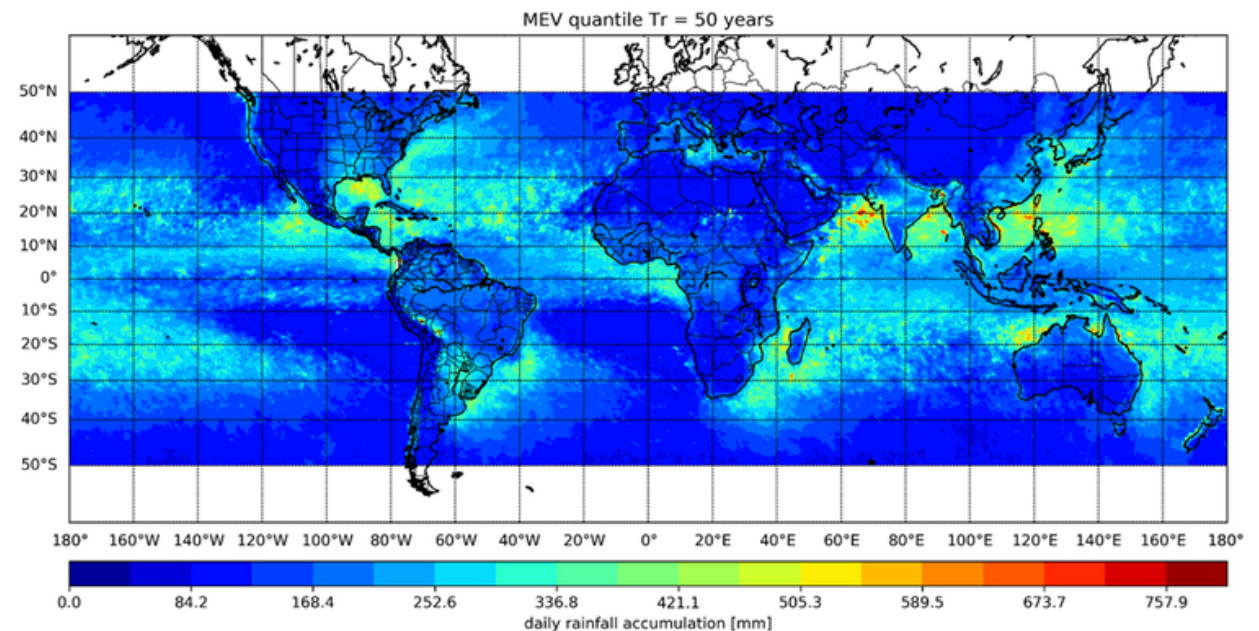 MEV quantile Tr = 50 years
50°N
40°N
30°N
20°N
10°N
0°
10°S
20°S
30°S
40°S
50°S
180° 160°W 140°W 120°W 100°W 80°W 60°W 40°W 20°W 0° 20°E 40°E 60°E 80°E 100°E 120°E 140°E 160°E 180°
0.0 84.2 168.4 252.6 336.8 421.1 505.3 589.5 673.7 757.9
daily rainfall accumulation [mm]